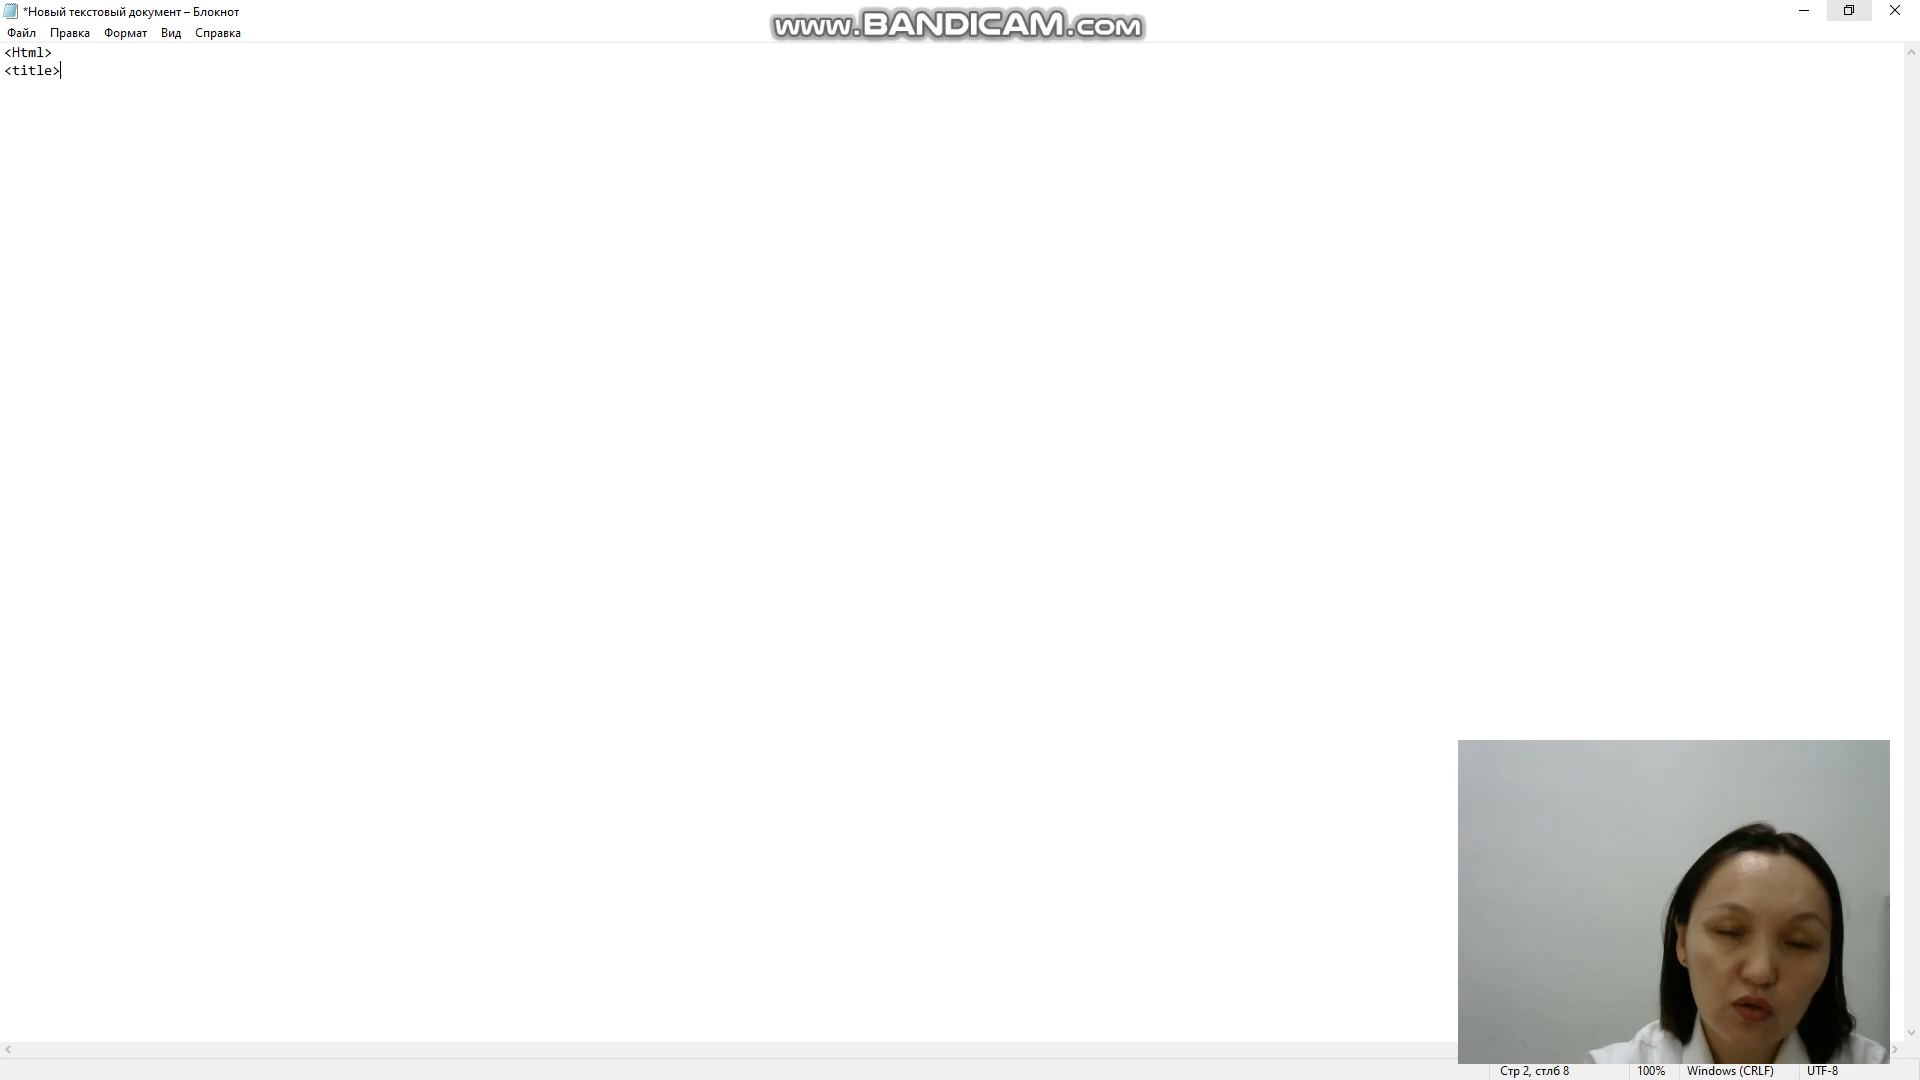 *Новый текстовый документ – Блокнот
www.BANDICAM.com
Файл Правка Формат Вид Справка
<Html>
<title>
Стр 2, стлб 8 100% Windows (CRLF) UTF-8